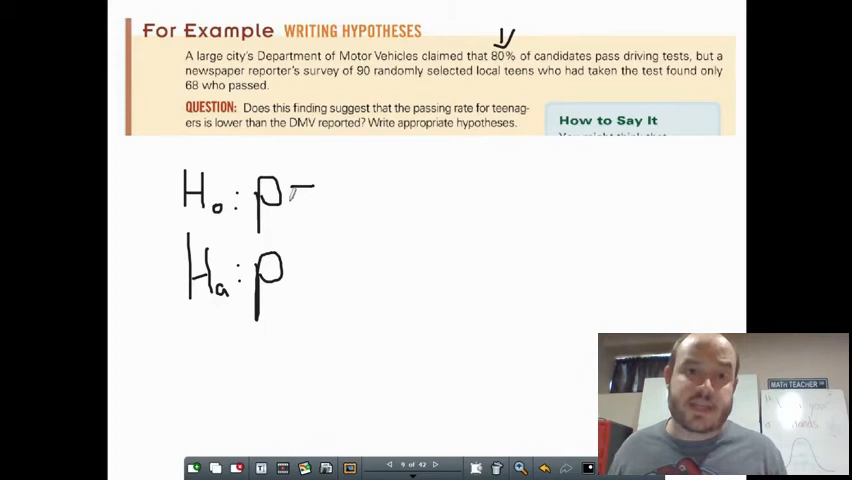 For Example WRITING HYPOTHESES
A large city's Department of Motor Vehicles claimed that 80% of candidates pass driving tests, but a
newspaper reporter's survey of 90 randomly selected local teens who had taken the test found only
68 who passed.
QUESTION: Does this finding suggest that the passing rate for teenag-
ers is lower than the DMV reported? Write appropriate hypotheses.
How to Say It
H₀: p –
Hₐ: p
MATH TEACHER
9 of 42